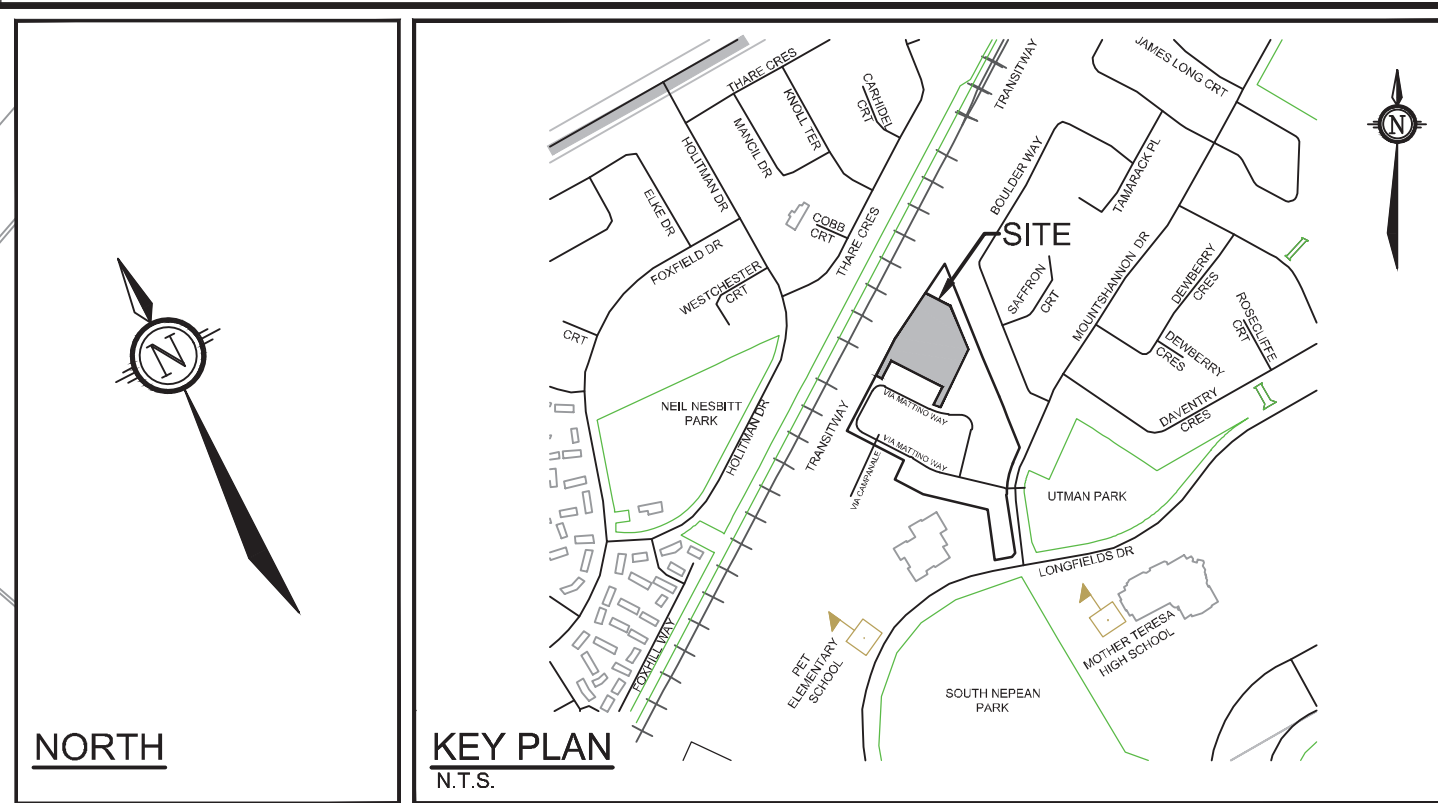 N
NORTH
KEY PLAN
N.T.S.
N
THARE CRES
KNOLL TER
CARHIDEL
CRT
MANCIL DR
HOLITMAN DR
ELKE DR
FOXFIELD DR
COBB
CRT
WESTCHESTER
CRT
CRT
THARE CRES
TRANSITWAY
JAMES LONG CRT
BOULDER WAY
TAMARACK PL
SITE
SAFFRON
CRT
MOUNTSHANNON DR
DEWBERRY
CRES
ROSECLIFFE
CRT
DEWBERRY
CRES
DAVENTRY
CRES
NEIL NESBITT
PARK
HOLITMAN DR
TRANSITWAY
VIA MATTINO WAY
VIA MATTINO WAY
VIA CAMPANALE
UTMAN PARK
LONGFIELDS DR
FOXHILL WAY
PET
ELEMENTARY
SCHOOL
MOTHER TERESA
HIGH SCHOOL
SOUTH NEPEAN
PARK